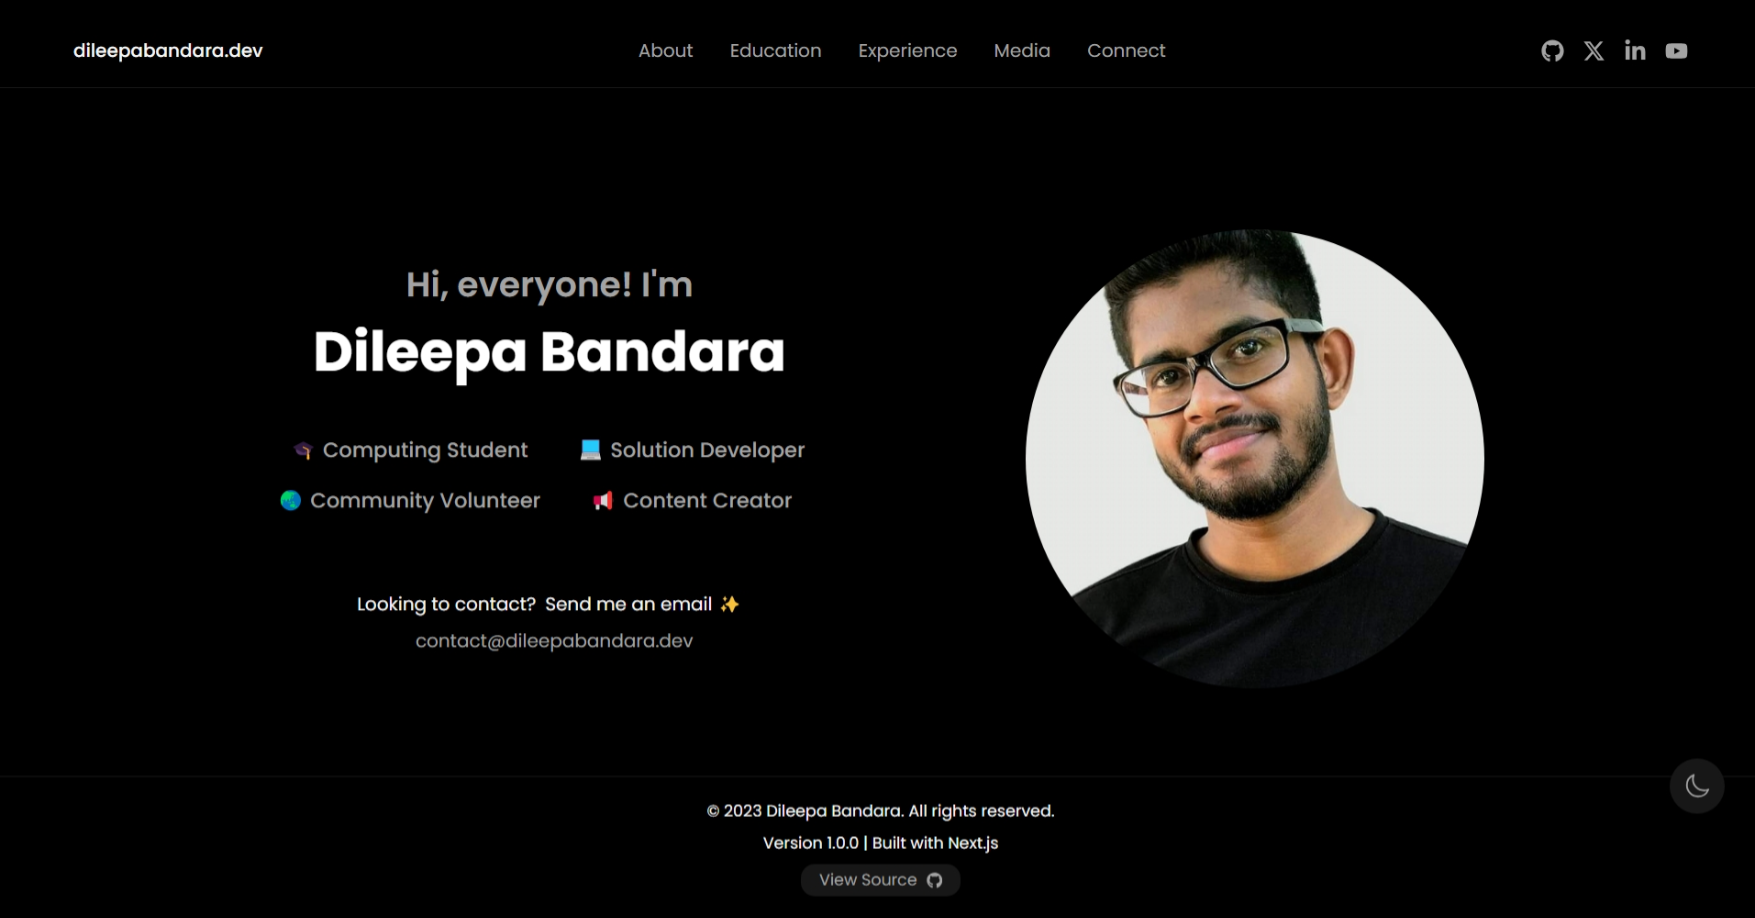 dileepabandara.dev
About Education Experience Media Connect
Hi, everyone! I'm
Dileepa Bandara
🎓 Computing Student 💻 Solution Developer
🌏 Community Volunteer 📢 Content Creator
Looking to contact? Send me an email ✨
contact@dileepabandara.dev
© 2023 Dileepa Bandara. All rights reserved.
Version 1.0.0 | Built with Next.js
View Source